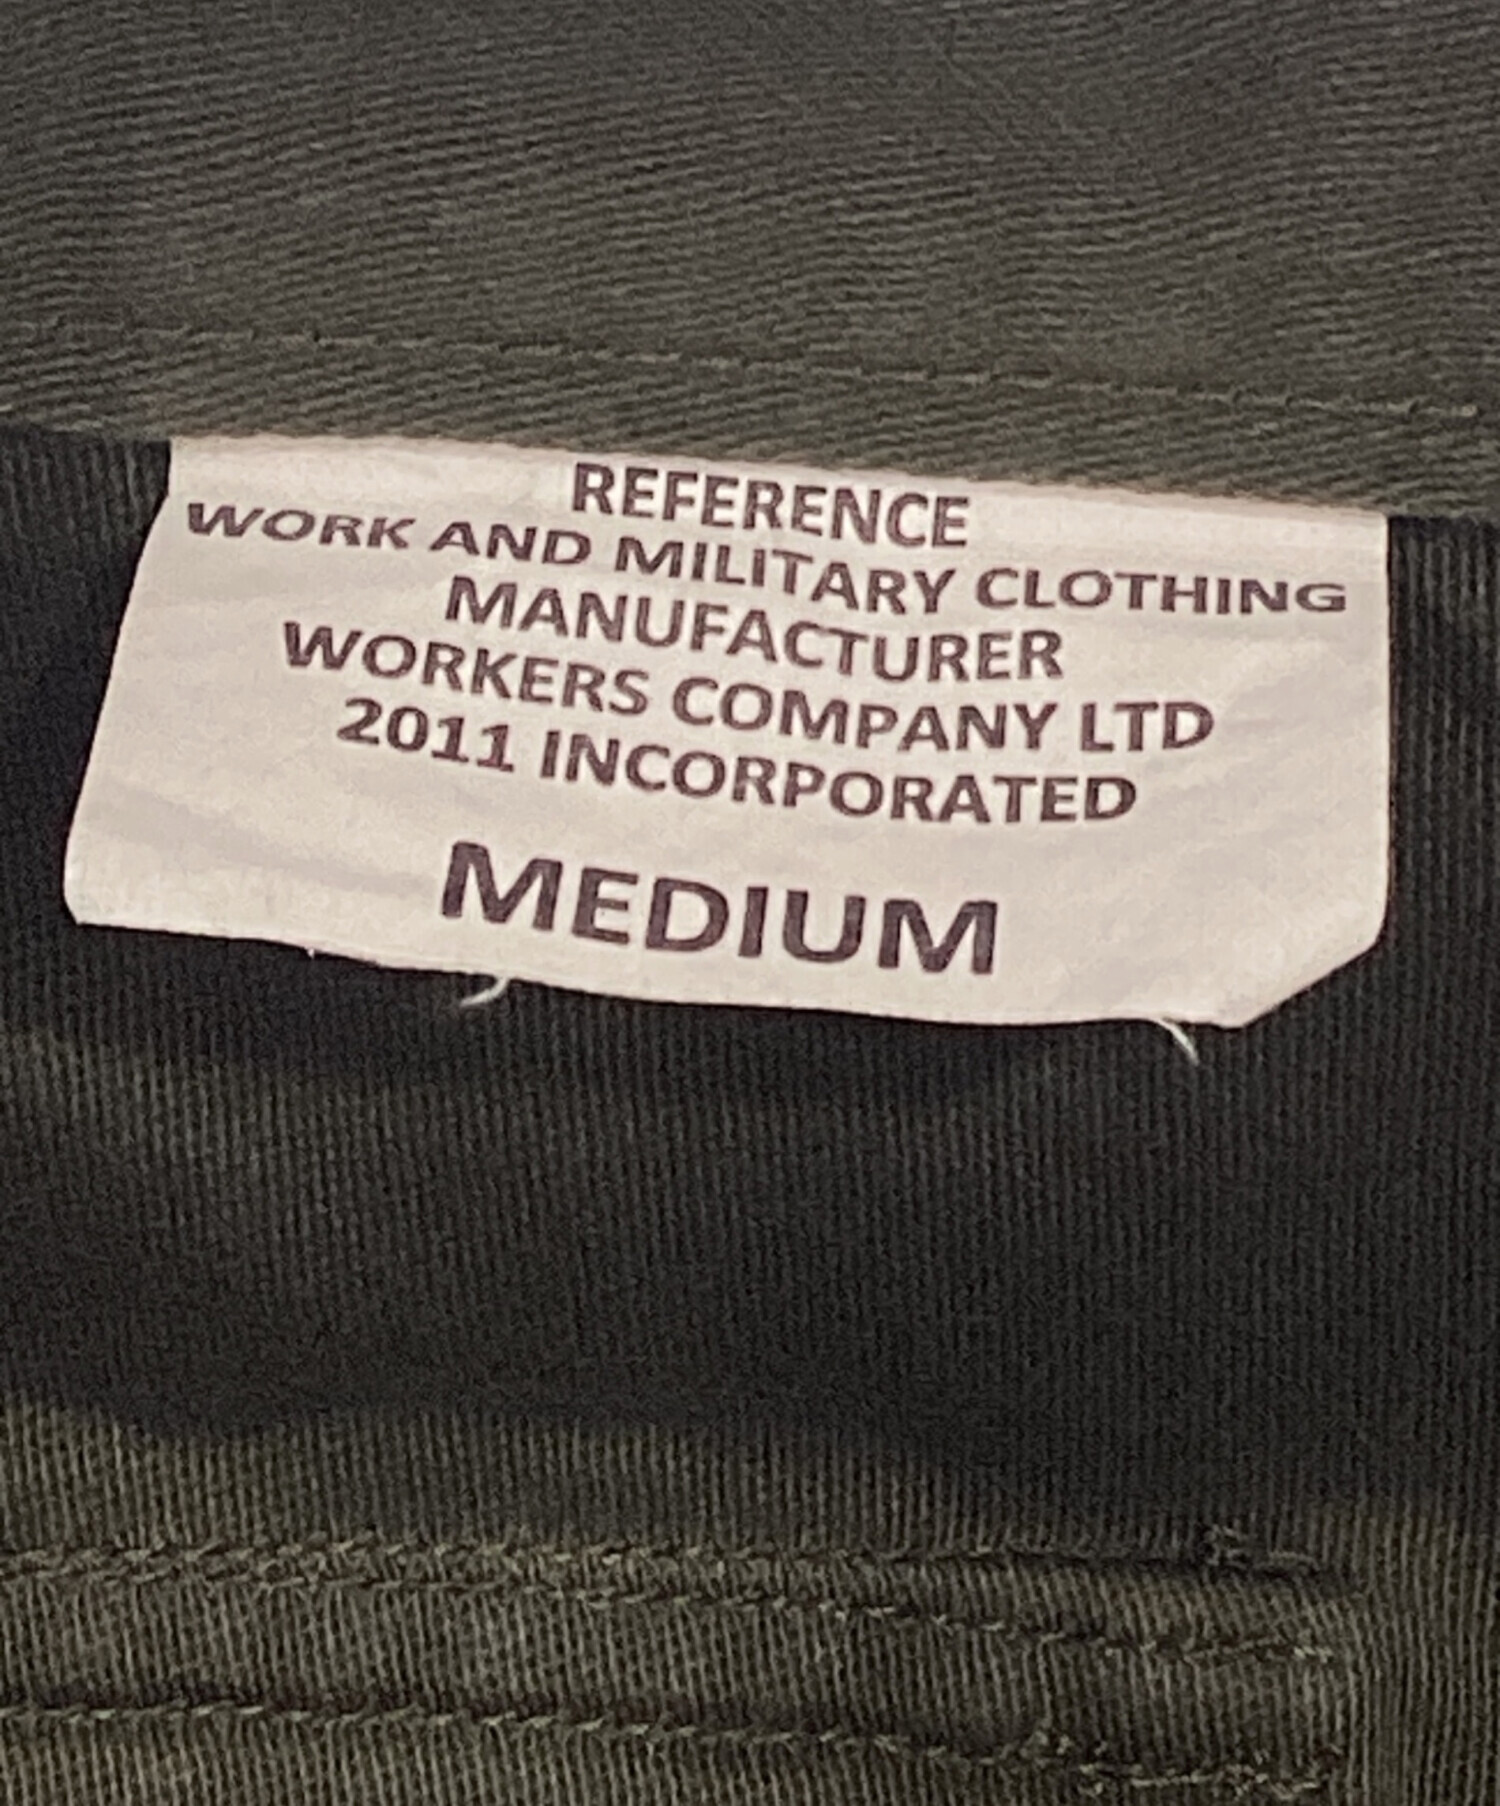 REFERENCE
WORK AND MILITARY CLOTHING
MANUFACTURER
WORKERS COMPANY LTD
2011 INCORPORATED
MEDIUM